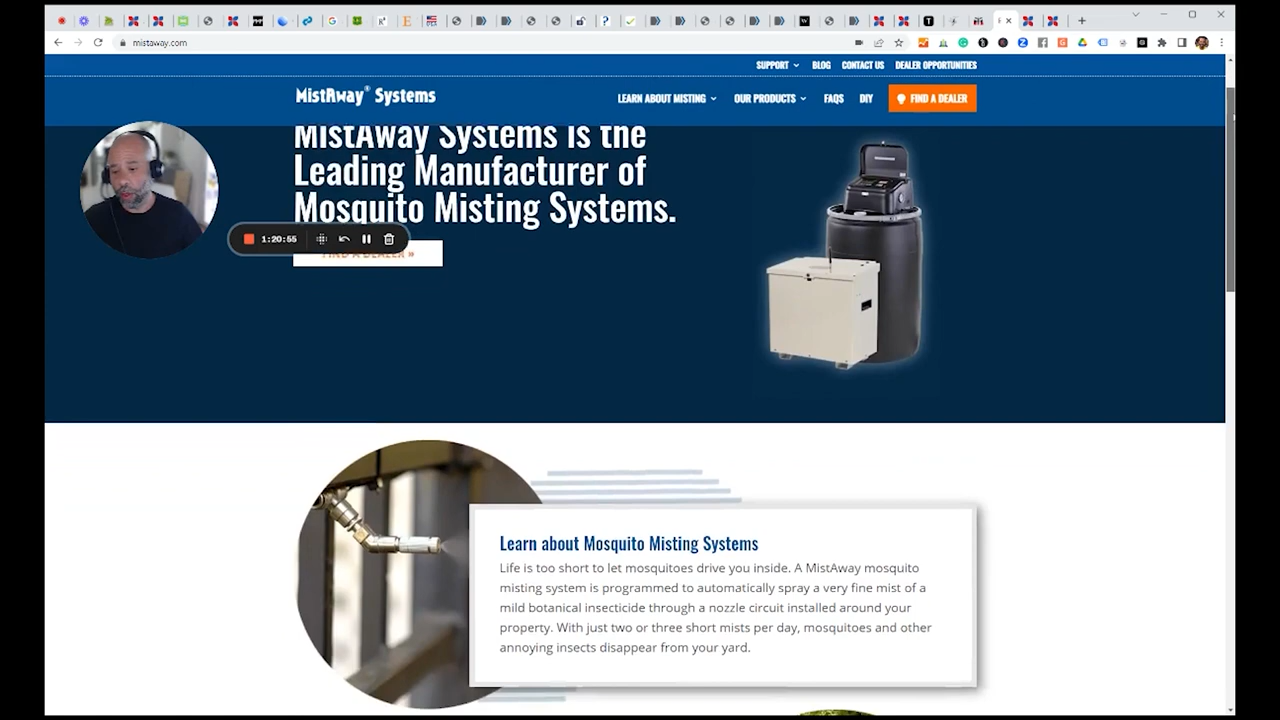 mistaway.com
SUPPORT
BLOG
CONTACT US
DEALER OPPORTUNITIES
MistAway® Systems
LEARN ABOUT MISTING
OUR PRODUCTS
FAQS
DIY
FIND A DEALER
MistAway Systems is the
Leading Manufacturer of
Mosquito Misting Systems.
1:20:55
FIND A DEALER »
Learn about Mosquito Misting Systems
Life is too short to let mosquitoes drive you inside. A MistAway mosquito
misting system is programmed to automatically spray a very fine mist of a
mild botanical insecticide through a nozzle circuit installed around your
property. With just two or three short mists per day, mosquitoes and other
annoying insects disappear from your yard.